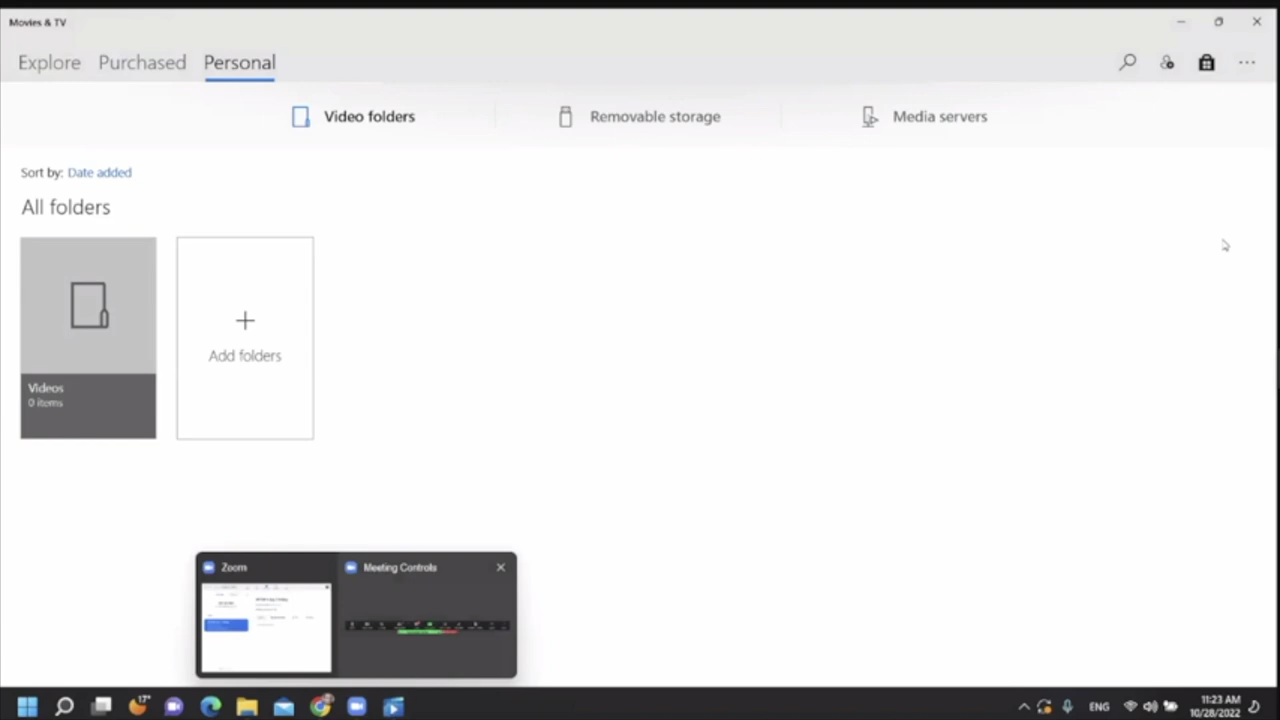 Movies & TV
Explore Purchased Personal
Video folders Removable storage Media servers
Sort by: Date added
All folders
Add folders
Videos
0 items
Zoom Meeting Controls
17°
ENG
11:23 AM
10/28/2022